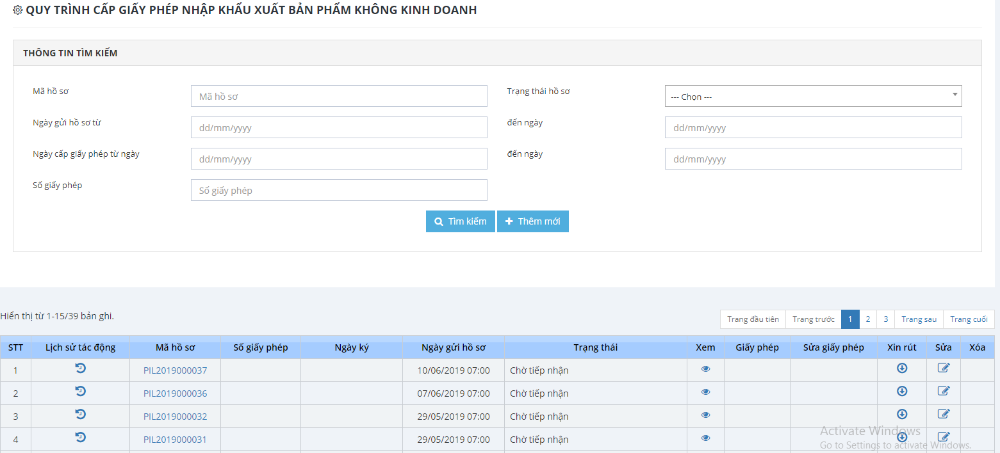 QUY TRÌNH CẤP GIẤY PHÉP NHẬP KHẨU XUẤT BẢN PHẨM KHÔNG KINH DOANH
THÔNG TIN TÌM KIẾM
Mã hồ sơ Mã hồ sơ Trạng thái hồ sơ --- Chọn ---
Ngày gửi hồ sơ từ dd/mm/yyyy đến ngày dd/mm/yyyy
Ngày cấp giấy phép từ ngày dd/mm/yyyy đến ngày dd/mm/yyyy
Số giấy phép Số giấy phép
Tìm kiếm Thêm mới
Hiển thị từ 1-15/39 bản ghi. Trang đầu tiên Trang trước 1 2 3 Trang sau Trang cuối
STT Lịch sử tác động Mã hồ sơ Số giấy phép Ngày ký Ngày gửi hồ sơ Trạng thái Xem Giấy phép Sửa giấy phép Xin rút Sửa Xóa
1 PIL2019000037 10/06/2019 07:00 Chờ tiếp nhận
2 PIL2019000036 07/06/2019 07:00 Chờ tiếp nhận
3 PIL2019000032 29/05/2019 07:00 Chờ tiếp nhận
4 PIL2019000031 29/05/2019 07:00 Chờ tiếp nhận
Activate Windows
Go to Settings to activate Windows.